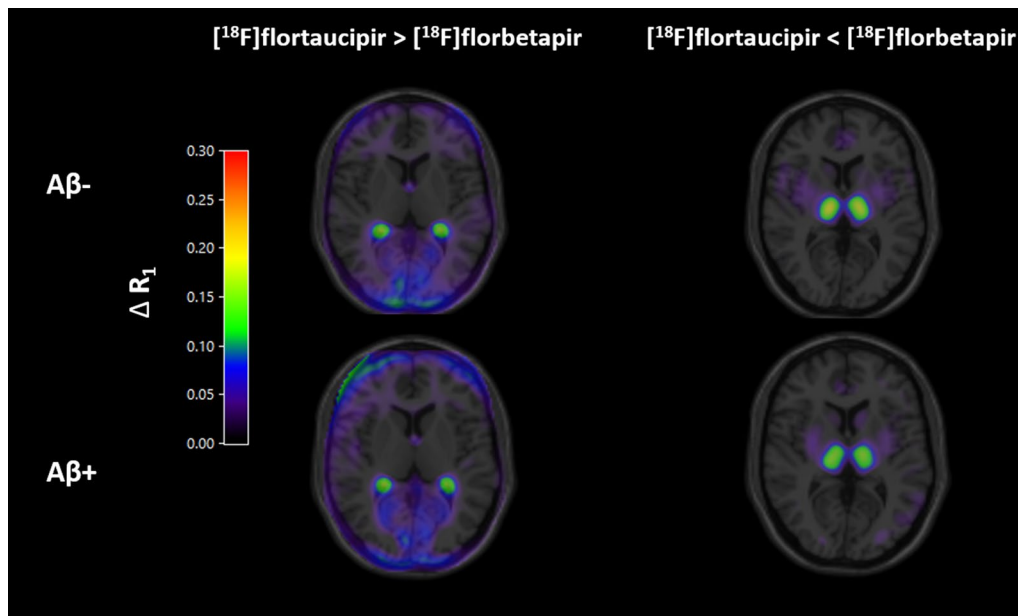 [¹⁸F]flortaucipir > [¹⁸F]florbetapir
[¹⁸F]flortaucipir < [¹⁸F]florbetapir
Aβ-
0.30
0.25
0.20
0.15
0.10
0.05
0.00
Δ R₁
Aβ+